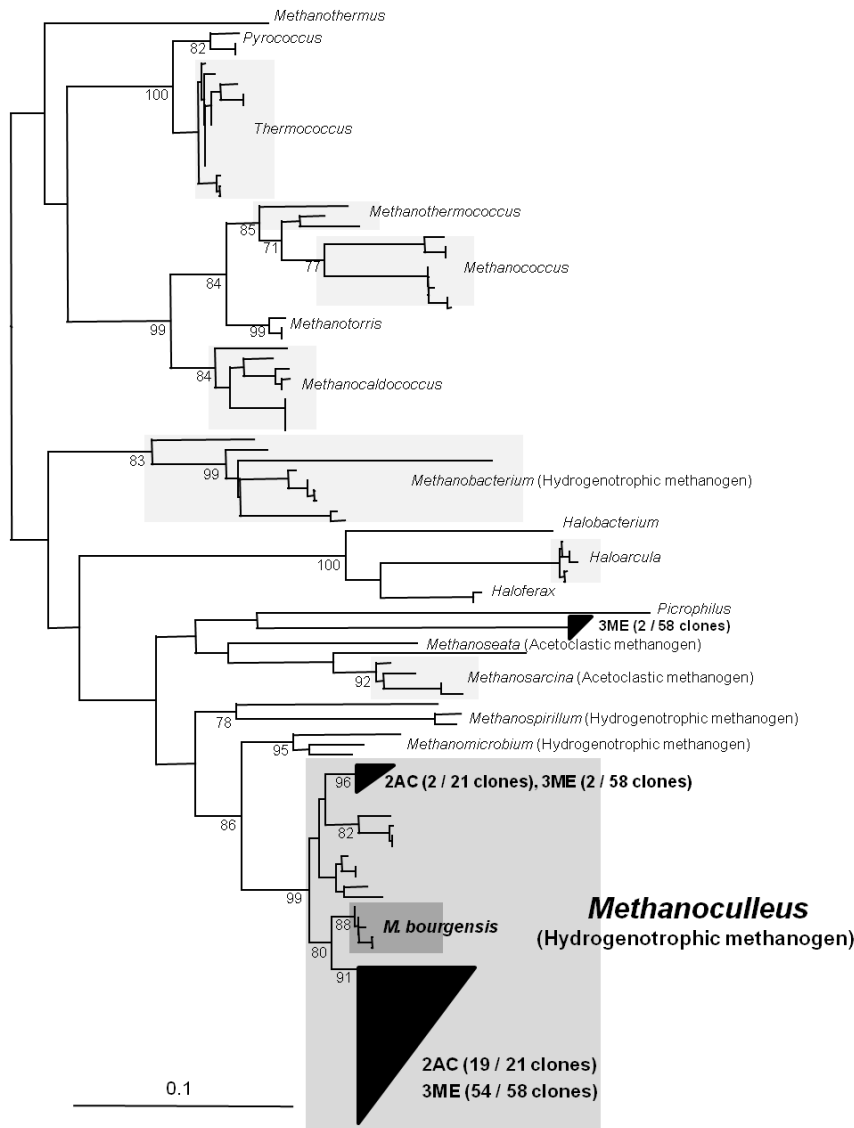 Methanothermus
Pyrococcus
82
100
Thermococcus
Methanothermococcus
85
71
Methanococcus
77
84
Methanotorris
99
99
84
Methanocaldococcus
83
99
Methanobacterium (Hydrogenotrophic methanogen)
Halobacterium
100
Haloarcula
Haloferax
Picrophilus
3ME (2 / 58 clones)
Methanoseata (Acetoclastic methanogen)
92
Methanosarcina (Acetoclastic methanogen)
78
Methanospirillum (Hydrogenotrophic methanogen)
95
Methanomicrobium (Hydrogenotrophic methanogen)
96
2AC (2 / 21 clones), 3ME (2 / 58 clones)
86
82
99
Methanoculleus
(Hydrogenotrophic methanogen)
88
M. bourgensis
80
91
2AC (19 / 21 clones)
3ME (54 / 58 clones)
0.1